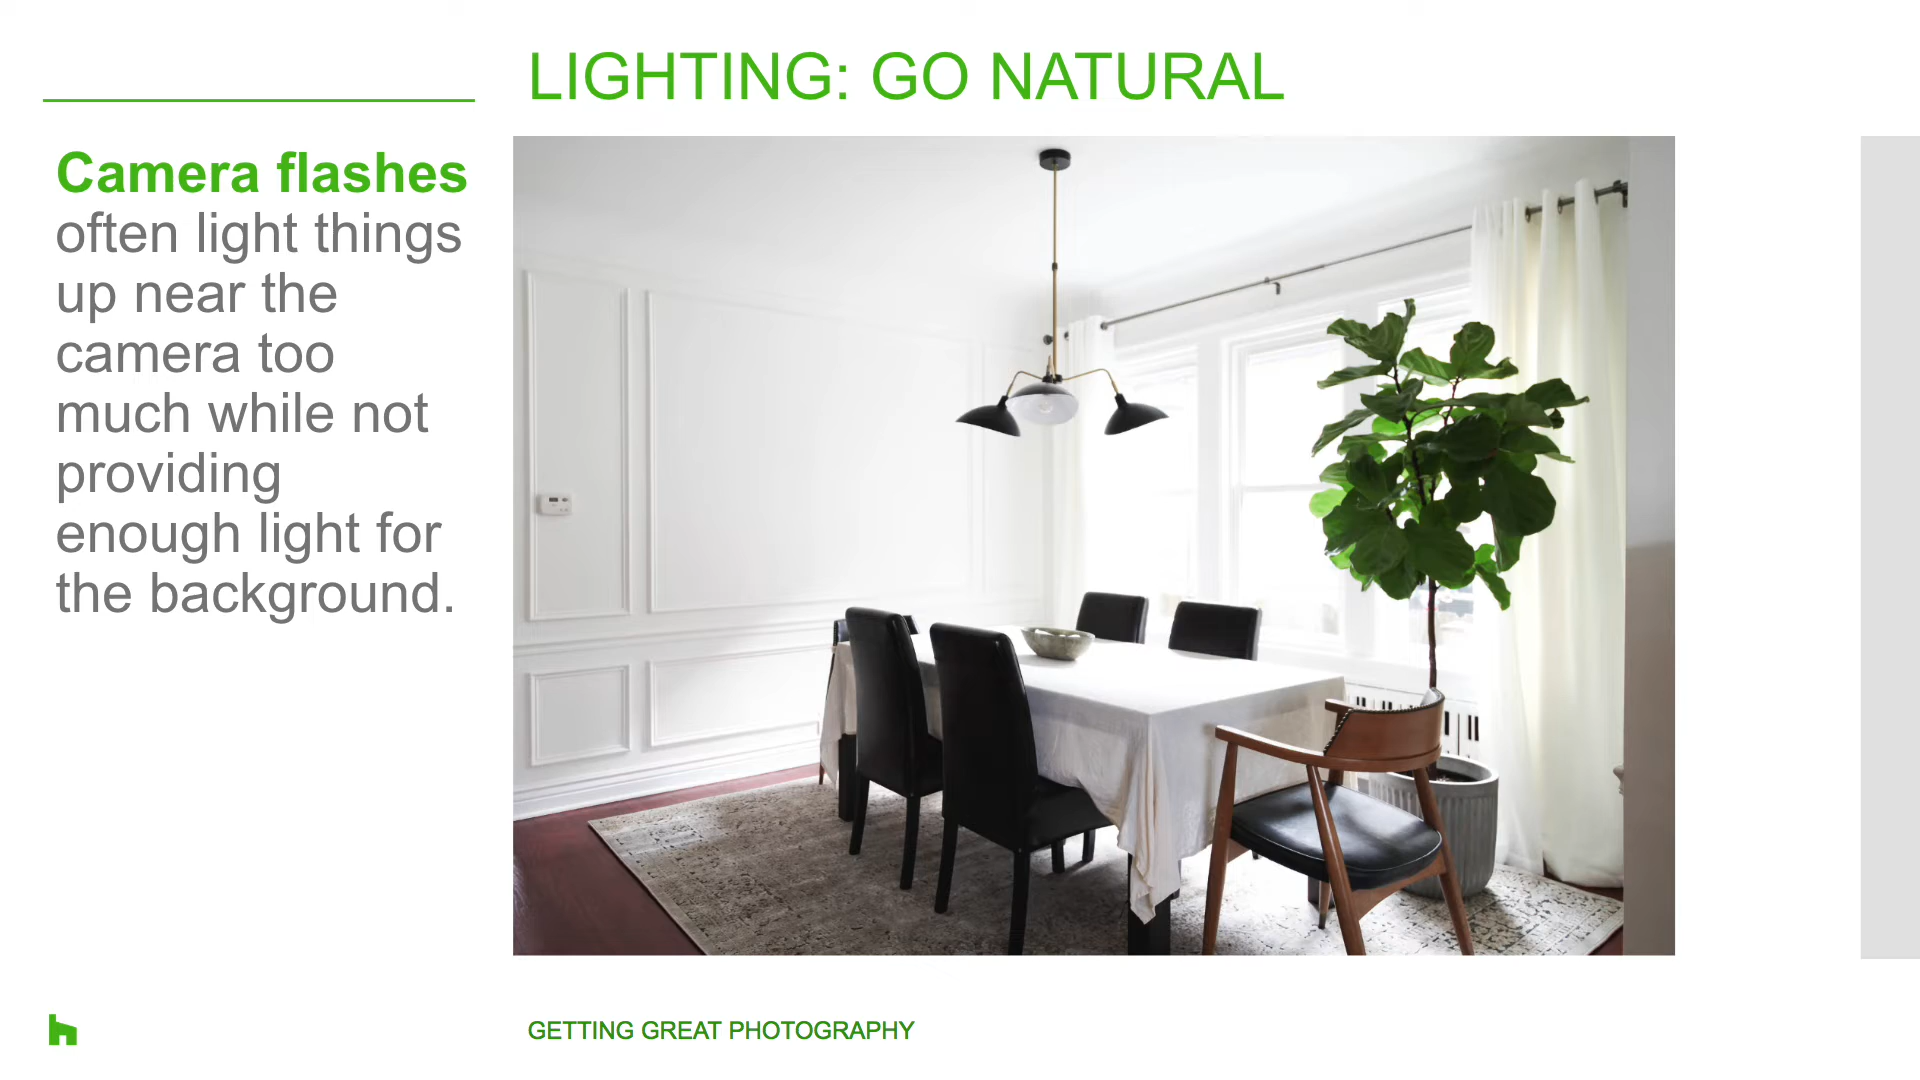 LIGHTING: GO NATURAL
Camera flashes
often light things
up near the
camera too
much while not
providing
enough light for
the background.
GETTING GREAT PHOTOGRAPHY